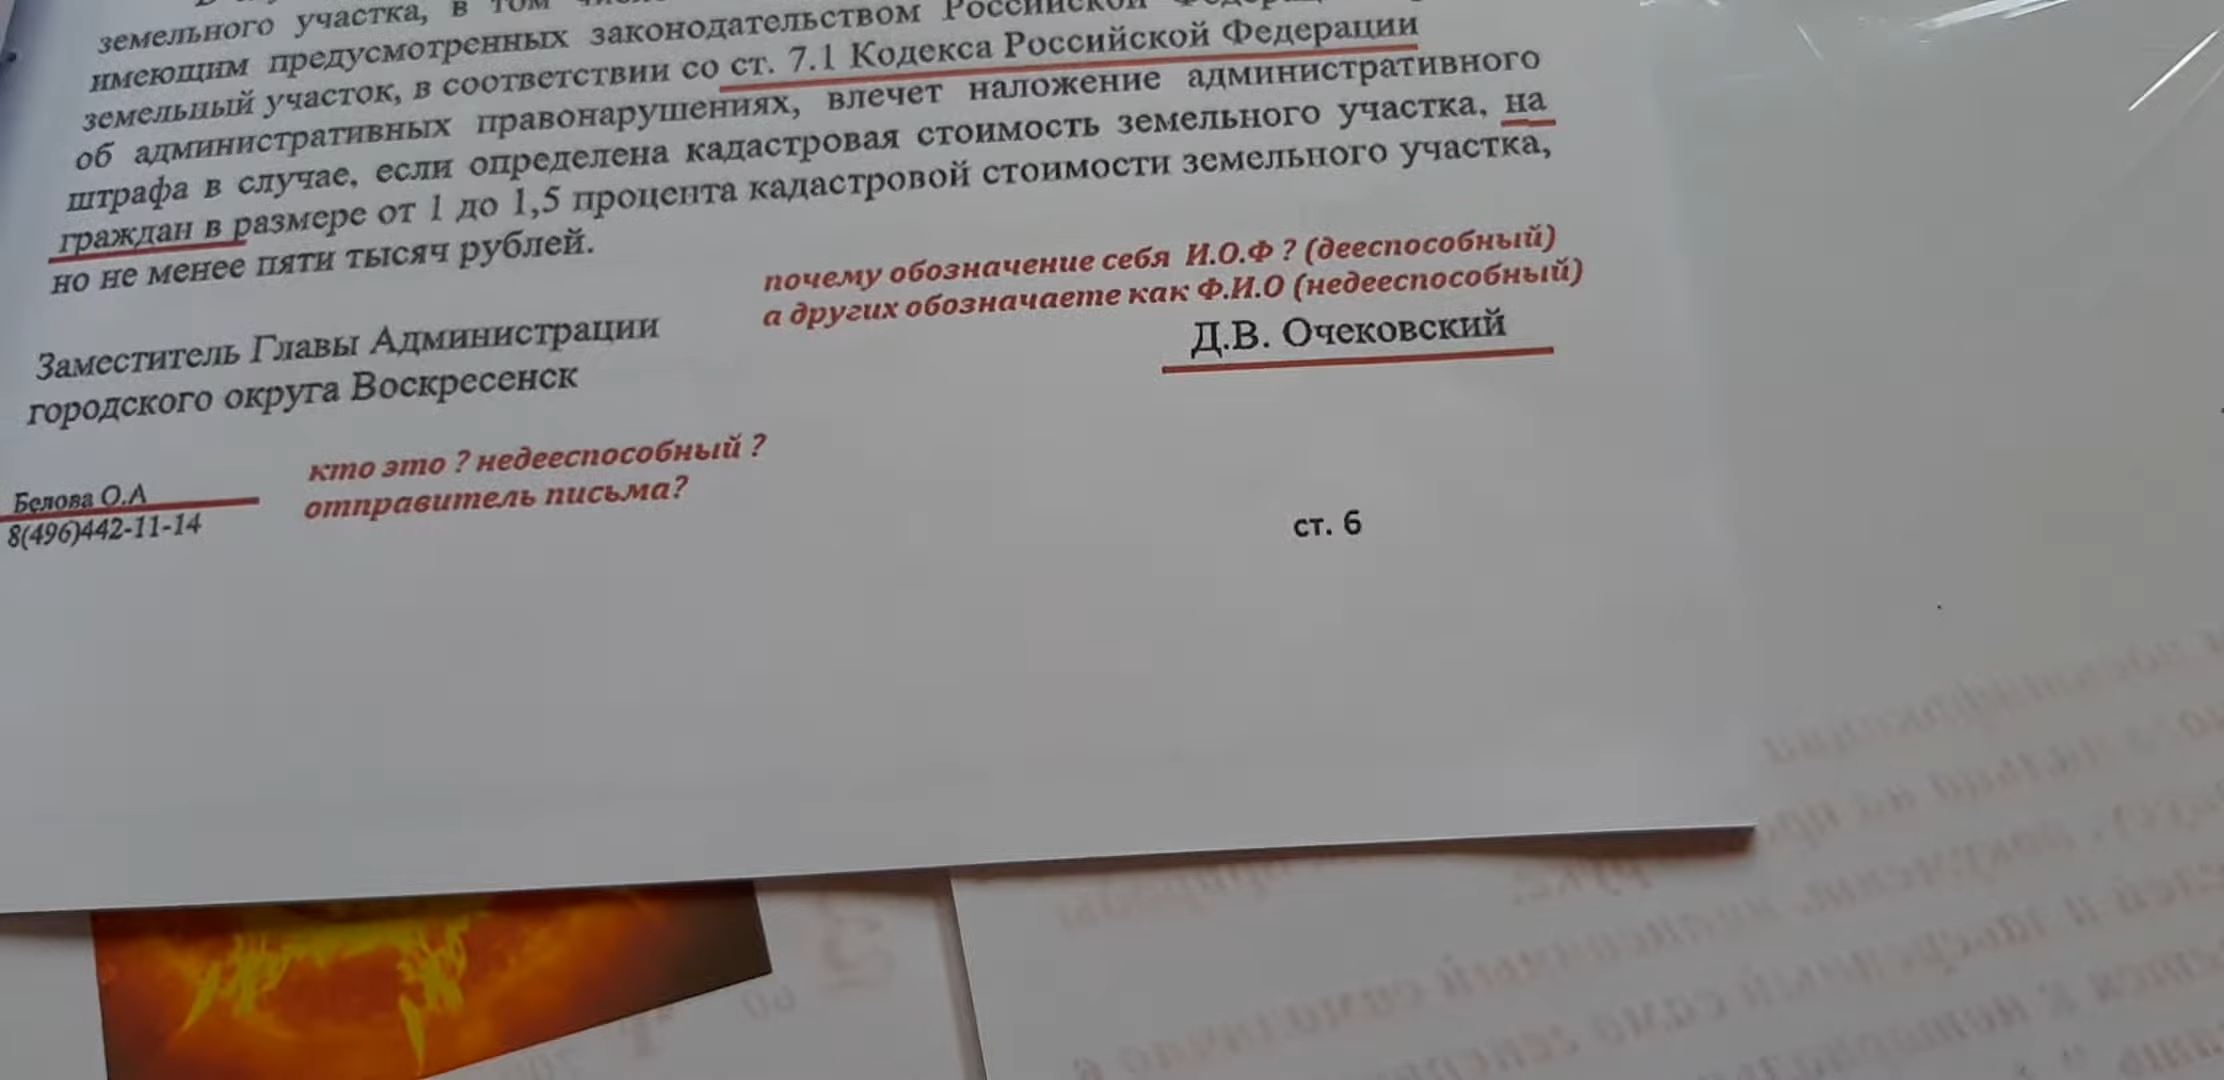 земельного участка, в том
имеющим предусмотренных законодательством Российской
земельный участок, в соответствии со ст. 7.1 Кодекса Российской Федерации
об административных правонарушениях, влечет наложение административного
штрафа в случае, если определена кадастровая стоимость земельного участка, на
граждан в размере от 1 до 1,5 процента кадастровой стоимости земельного участка,
но не менее пяти тысяч рублей.
почему обозначение себя И.О.Ф ? (дееспособный)
а других обозначаете как Ф.И.О (недееспособный)
Заместитель Главы Администрации
городского округа Воскресенск
Д.В. Очековский
кто это ? недееспособный ?
отправитель письма?
Белова О.А
8(496)442-11-14
ст. 6